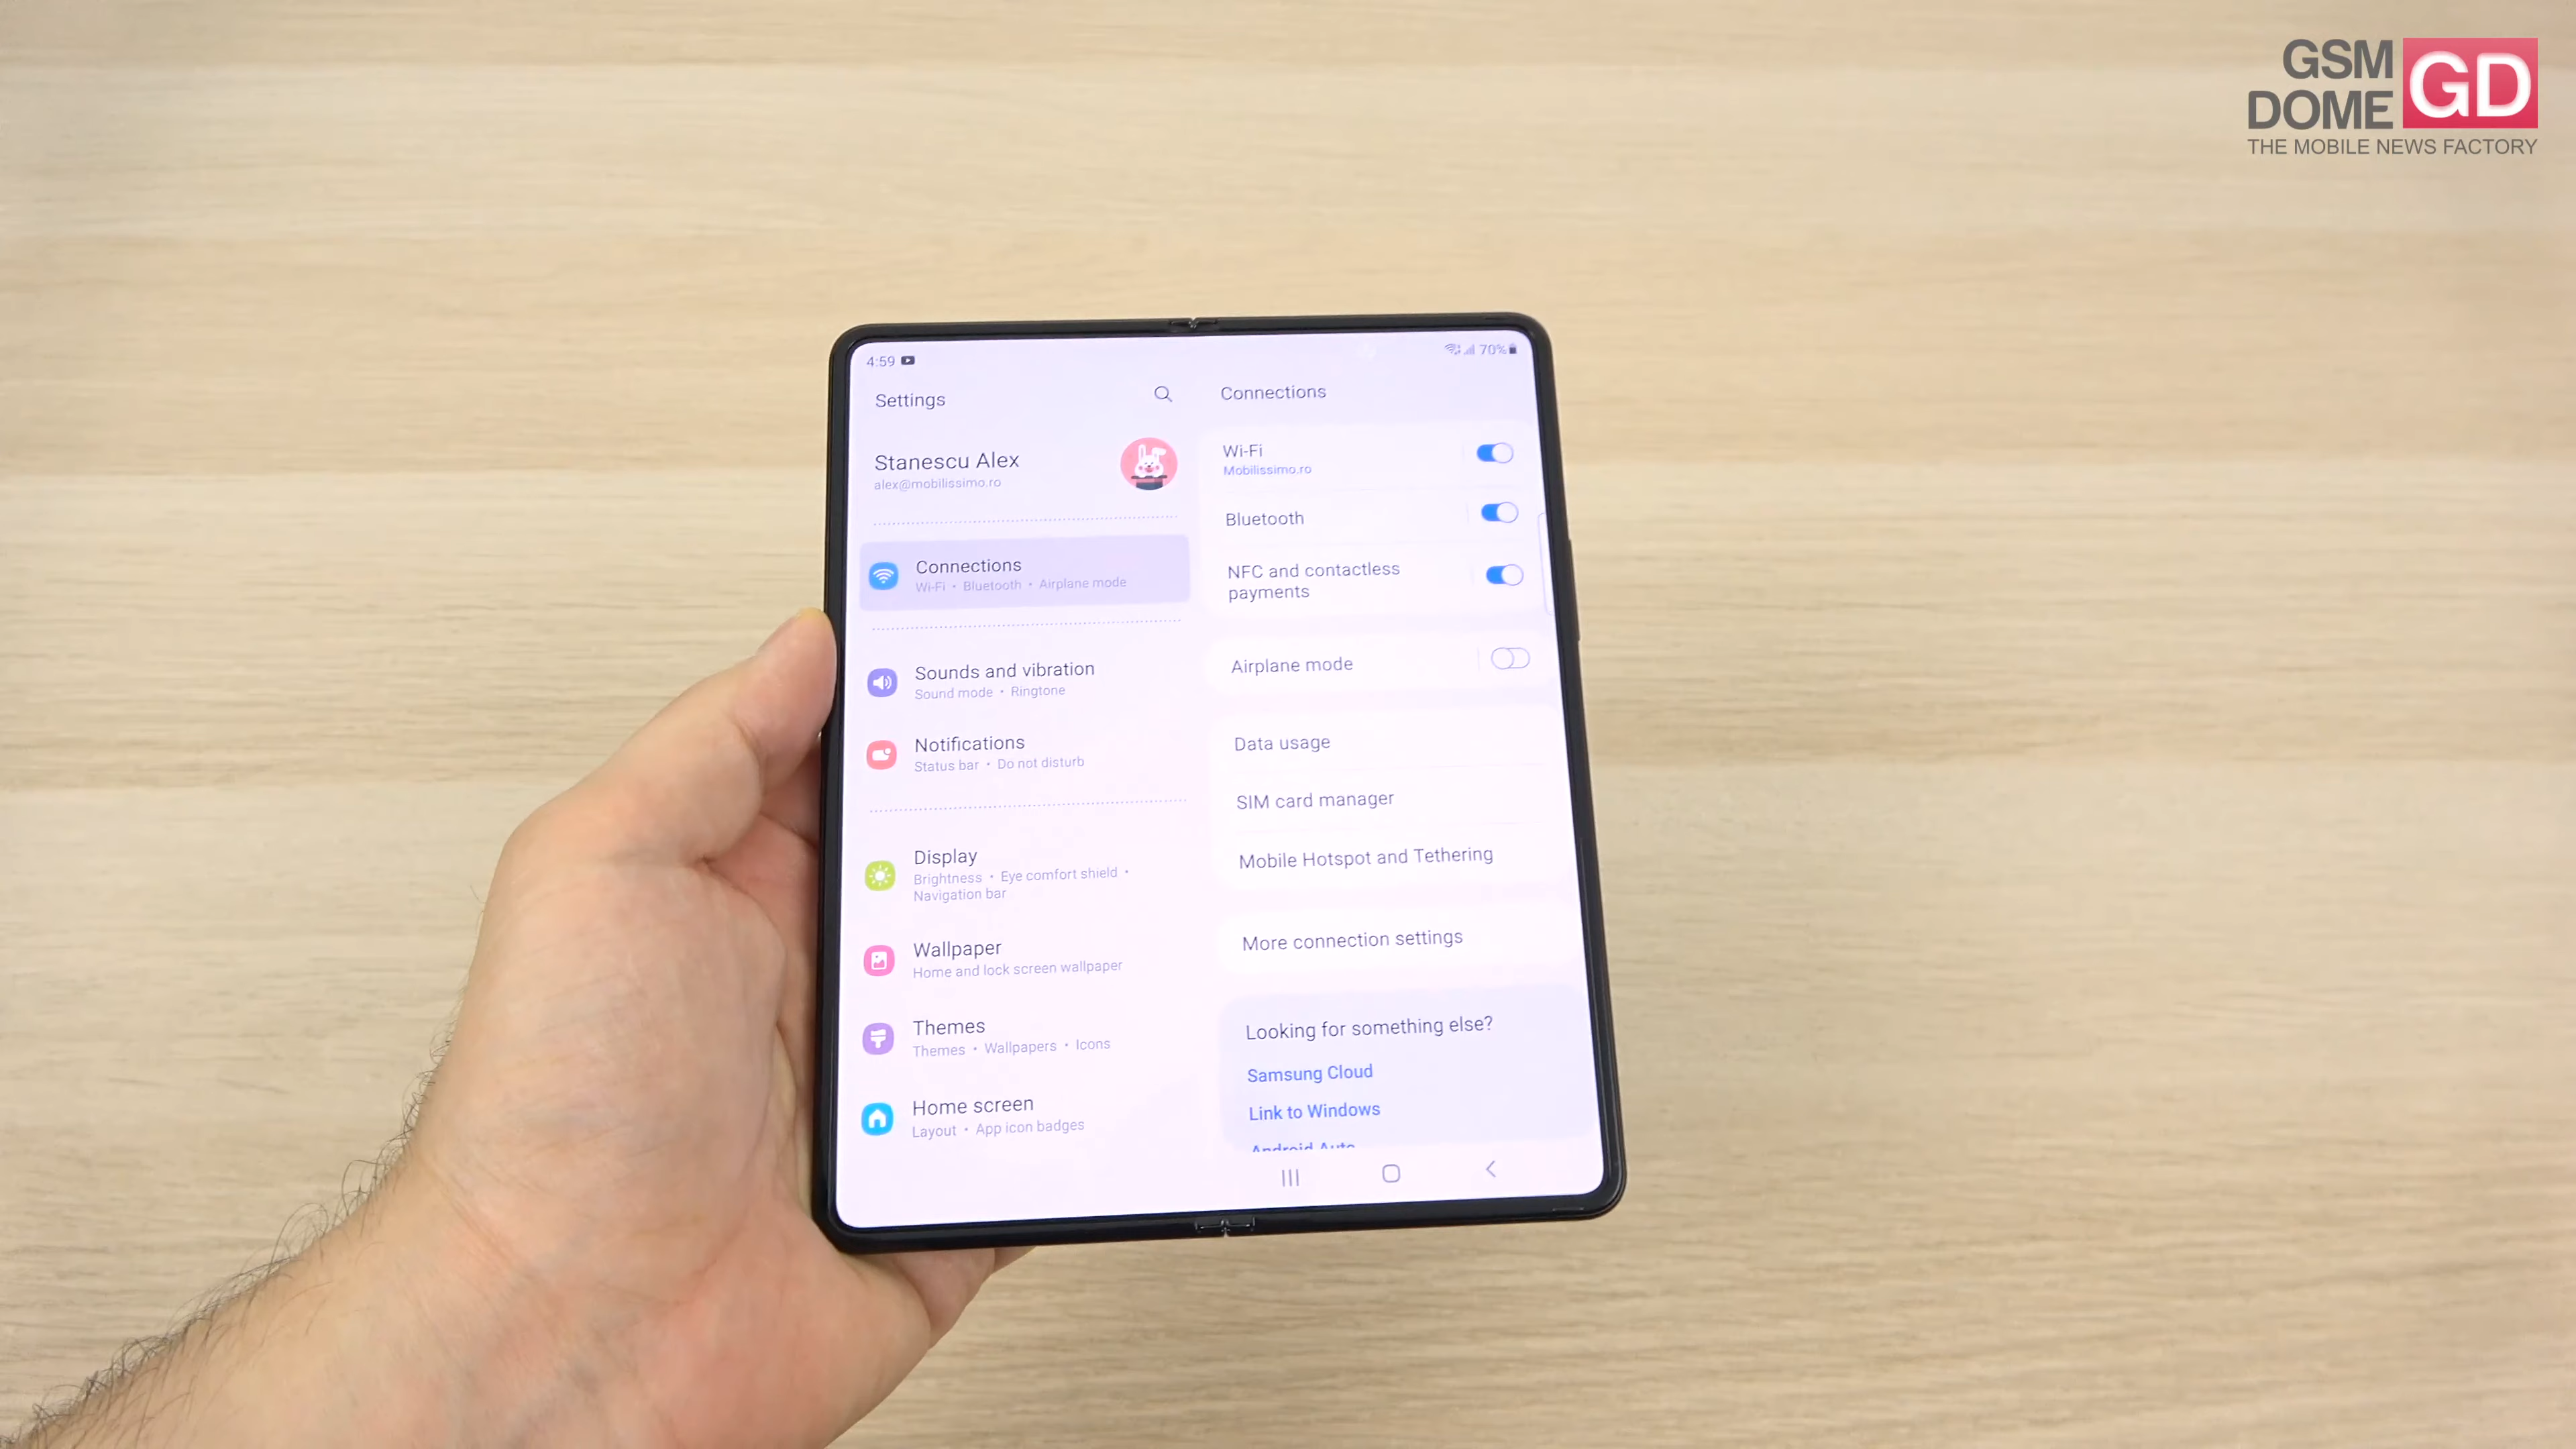 GSM
DOME
GD
THE MOBILE NEWS FACTORY
4:59
70%
Settings
Stanescu Alex
alex@mobilissimo.ro
Connections
Wi-Fi • Bluetooth • Airplane mode
Sounds and vibration
Sound mode • Ringtone
Notifications
Status bar • Do not disturb
Display
Brightness • Eye comfort shield •
Navigation bar
Wallpaper
Home and lock screen wallpaper
Themes
Themes • Wallpapers • Icons
Home screen
Layout • App icon badges
Connections
Wi-Fi
Mobilissimo.ro
Bluetooth
NFC and contactless
payments
Airplane mode
Data usage
SIM card manager
Mobile Hotspot and Tethering
More connection settings
Looking for something else?
Samsung Cloud
Link to Windows
Android Auto